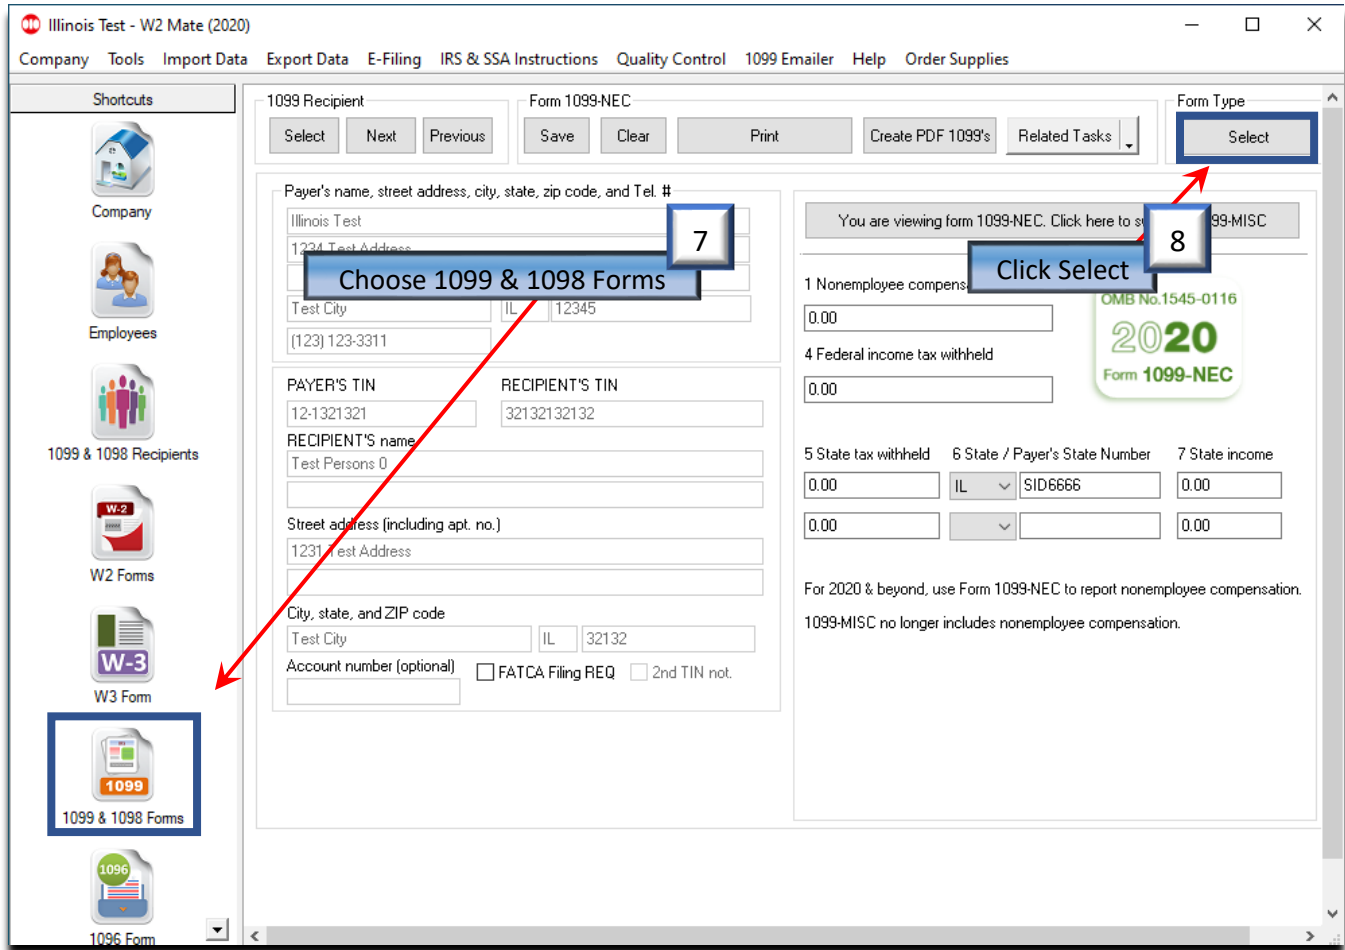 Illinois Test - W2 Mate (2020)
Company Tools Import Data Export Data E-Filing IRS & SSA Instructions Quality Control 1099 Emailer Help Order Supplies
Shortcuts
Company
Employees
1099 & 1098 Recipients
W-2
W2 Forms
W-3
W3 Form
1099
1099 & 1098 Forms
1096
1096 Form
1099 Recipient
Select Next Previous
Form 1099-NEC
Save Clear Print Create PDF 1099's Related Tasks
Form Type
Select
Payer's name, street address, city, state, zip code, and Tel. #
Illinois Test
1234 Test Address
7
Choose 1099 & 1098 Forms
Test City IL 12345
(123) 123-3311
PAYER'S TIN RECIPIENT'S TIN
12-1321321 32132132132
RECIPIENT'S name
Test Persons 0
Street address (including apt. no.)
1231 Test Address
City, state, and ZIP code
Test City IL 32132
Account number (optional) FATCA Filing REQ 2nd TIN not.
You are viewing form 1099-NEC. Click here to 99-MISC
8
Click Select
1 Nonemployee
0.00
OMB No.1545-0116
2020
Form 1099-NEC
4 Federal income tax withheld
0.00
5 State tax withheld 6 State / Payer's State Number 7 State income
0.00 IL SID6666 0.00
0.00 0.00
For 2020 & beyond, use Form 1099-NEC to report nonemployee compensation.
1099-MISC no longer includes nonemployee compensation.